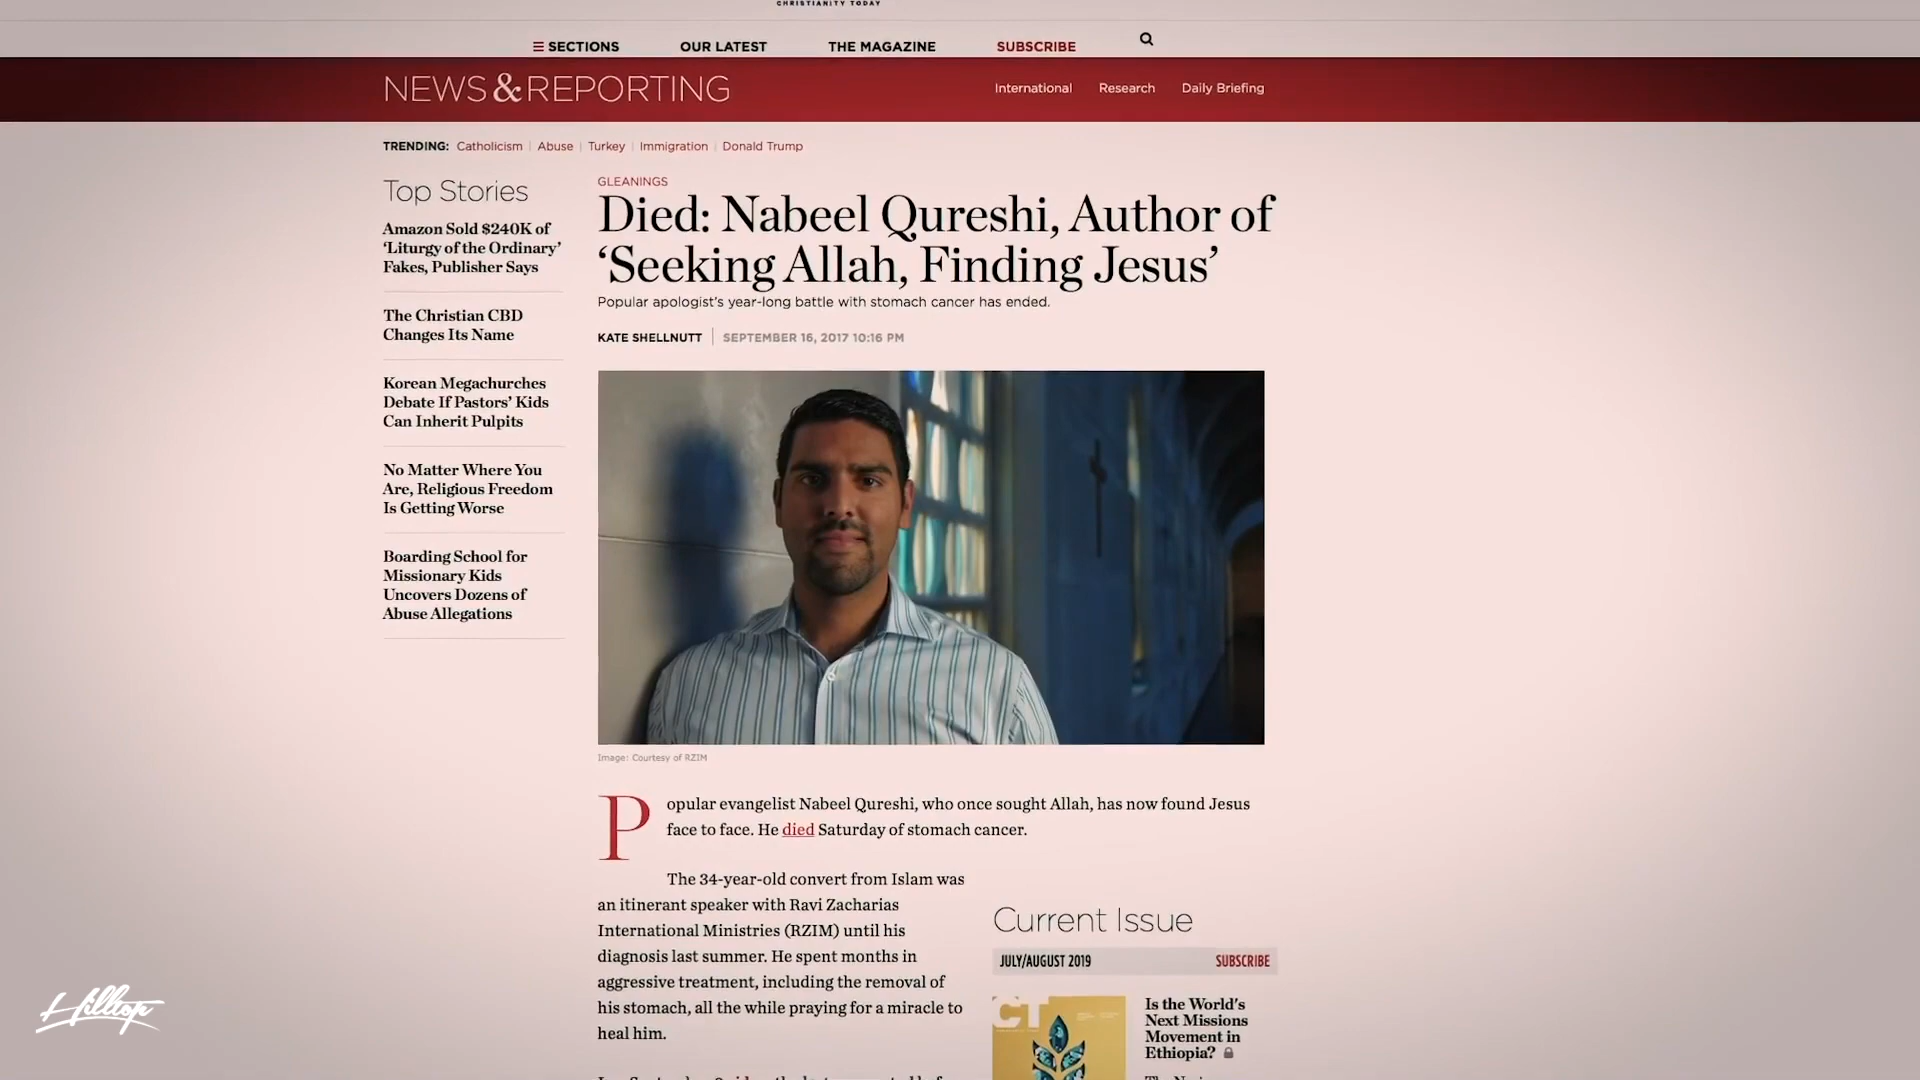 CHRISTIANITY TODAY
SECTIONS
OUR LATEST
THE MAGAZINE
SUBSCRIBE
NEWS & REPORTING
International
Research
Daily Briefing
TRENDING: Catholicism | Abuse | Turkey | Immigration | Donald Trump
Top Stories
Amazon Sold $240K of
‘Liturgy of the Ordinary’
Fakes, Publisher Says
The Christian CBD
Changes Its Name
Korean Megachurches
Debate If Pastors’ Kids
Can Inherit Pulpits
No Matter Where You
Are, Religious Freedom
Is Getting Worse
Boarding School for
Missionary Kids
Uncovers Dozens of
Abuse Allegations
GLEANINGS
Died: Nabeel Qureshi, Author of
‘Seeking Allah, Finding Jesus’
Popular apologist’s year-long battle with stomach cancer has ended.
KATE SHELLNUTT | SEPTEMBER 16, 2017 10:16 PM
Image: Courtesy of RZIM
Popular evangelist Nabeel Qureshi, who once sought Allah, has now found Jesus
face to face. He died Saturday of stomach cancer.
The 34-year-old convert from Islam was
an itinerant speaker with Ravi Zacharias
International Ministries (RZIM) until his
diagnosis last summer. He spent months in
aggressive treatment, including the removal of
his stomach, all the while praying for a miracle to
heal him.
Current Issue
JULY/AUGUST 2019
SUBSCRIBE
CT
Is the World’s
Next Missions
Movement in
Ethiopia?
Hilltop